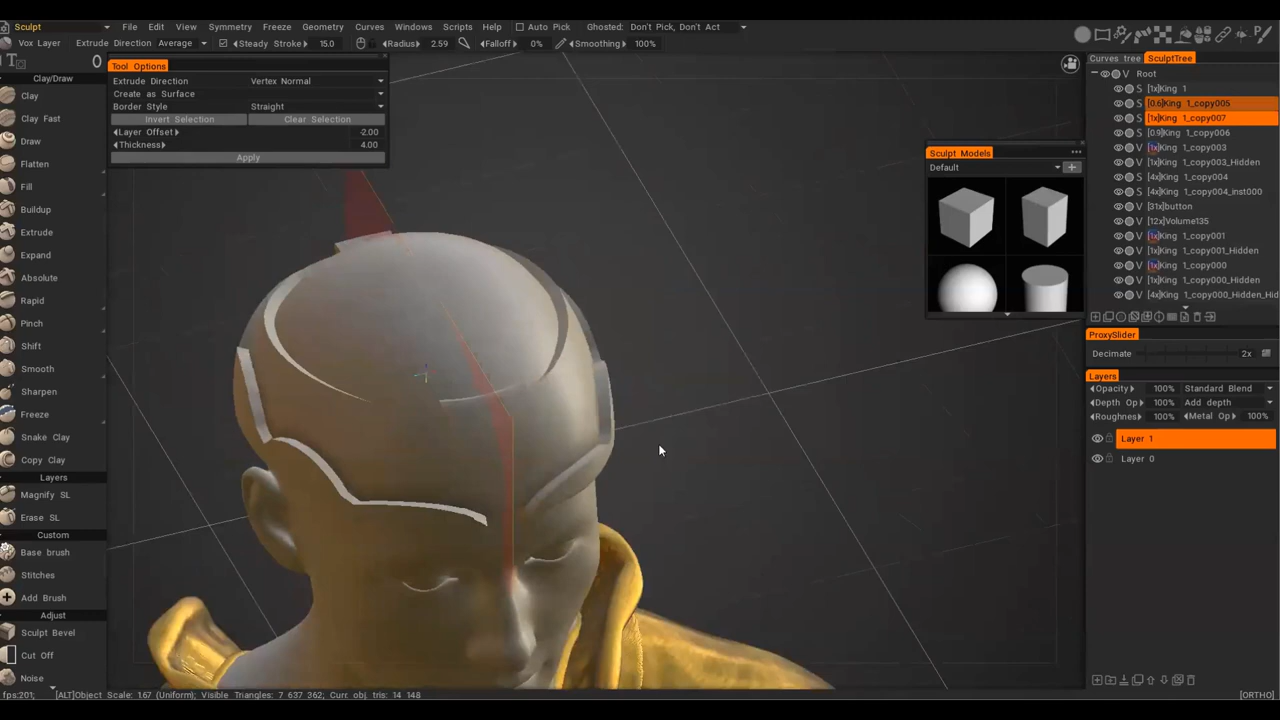 Sculpt File Edit View Symmetry Freeze Geometry Curves Windows Scripts Help Auto Pick Ghosted: Don't Pick, Don't Act
Vox Layer Extrude Direction Average Steady Stroke 15.0 Radius 2.59 Falloff 0% Smoothing 100%
Tool Options
Extrude Direction Vertex Normal
Create as Surface
Border Style Straight
Invert Selection Clear Selection
Layer Offset -2.00
Thickness 4.00
Apply
Clay/Draw
Clay
Clay Fast
Draw
Flatten
Fill
Buildup
Extrude
Expand
Absolute
Rapid
Pinch
Shift
Smooth
Sharpen
Freeze
Snake Clay
Copy Clay
Layers
Magnify SL
Erase SL
Custom
Base brush
Stitches
Add Brush
Adjust
Sculpt Bevel
Cut Off
Noise
Sculpt Models
Default
Curves tree SculptTree
V Root
S [1x]King 1
S [0.6]King 1_copy005
S [1x]King 1_copy007
S [0.9]King 1_copy006
V [1x]King 1_copy003
V [1x]King 1_copy003_Hidden
S [4x]King 1_copy004
S [4x]King 1_copy004_inst000
V [31x]button
V [12x]Volume135
V [1x]King 1_copy001
V [1x]King 1_copy001_Hidden
V [1x]King 1_copy000
V [1x]King 1_copy000_Hidden
V [4x]King 1_copy000_Hidden_Hid
ProxySlider
Decimate 2x
Layers
Opacity 100% Standard Blend
Depth Op 100% Add depth
Roughnes 100% Metal Op 100%
Layer 1
Layer 0
fps:201; [ALT]Object Scale: 1.67 (Uniform); Visible Triangles: 7 637 362; Curr. obj. tris: 14 148 [ORTHO]